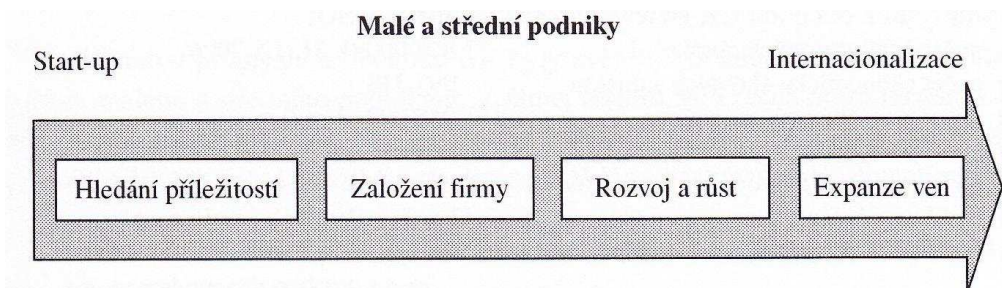 Malé a střední podniky
Start-up
Internacionalizace
Hledání příležitostí
Založení firmy
Rozvoj a růst
Expanze ven